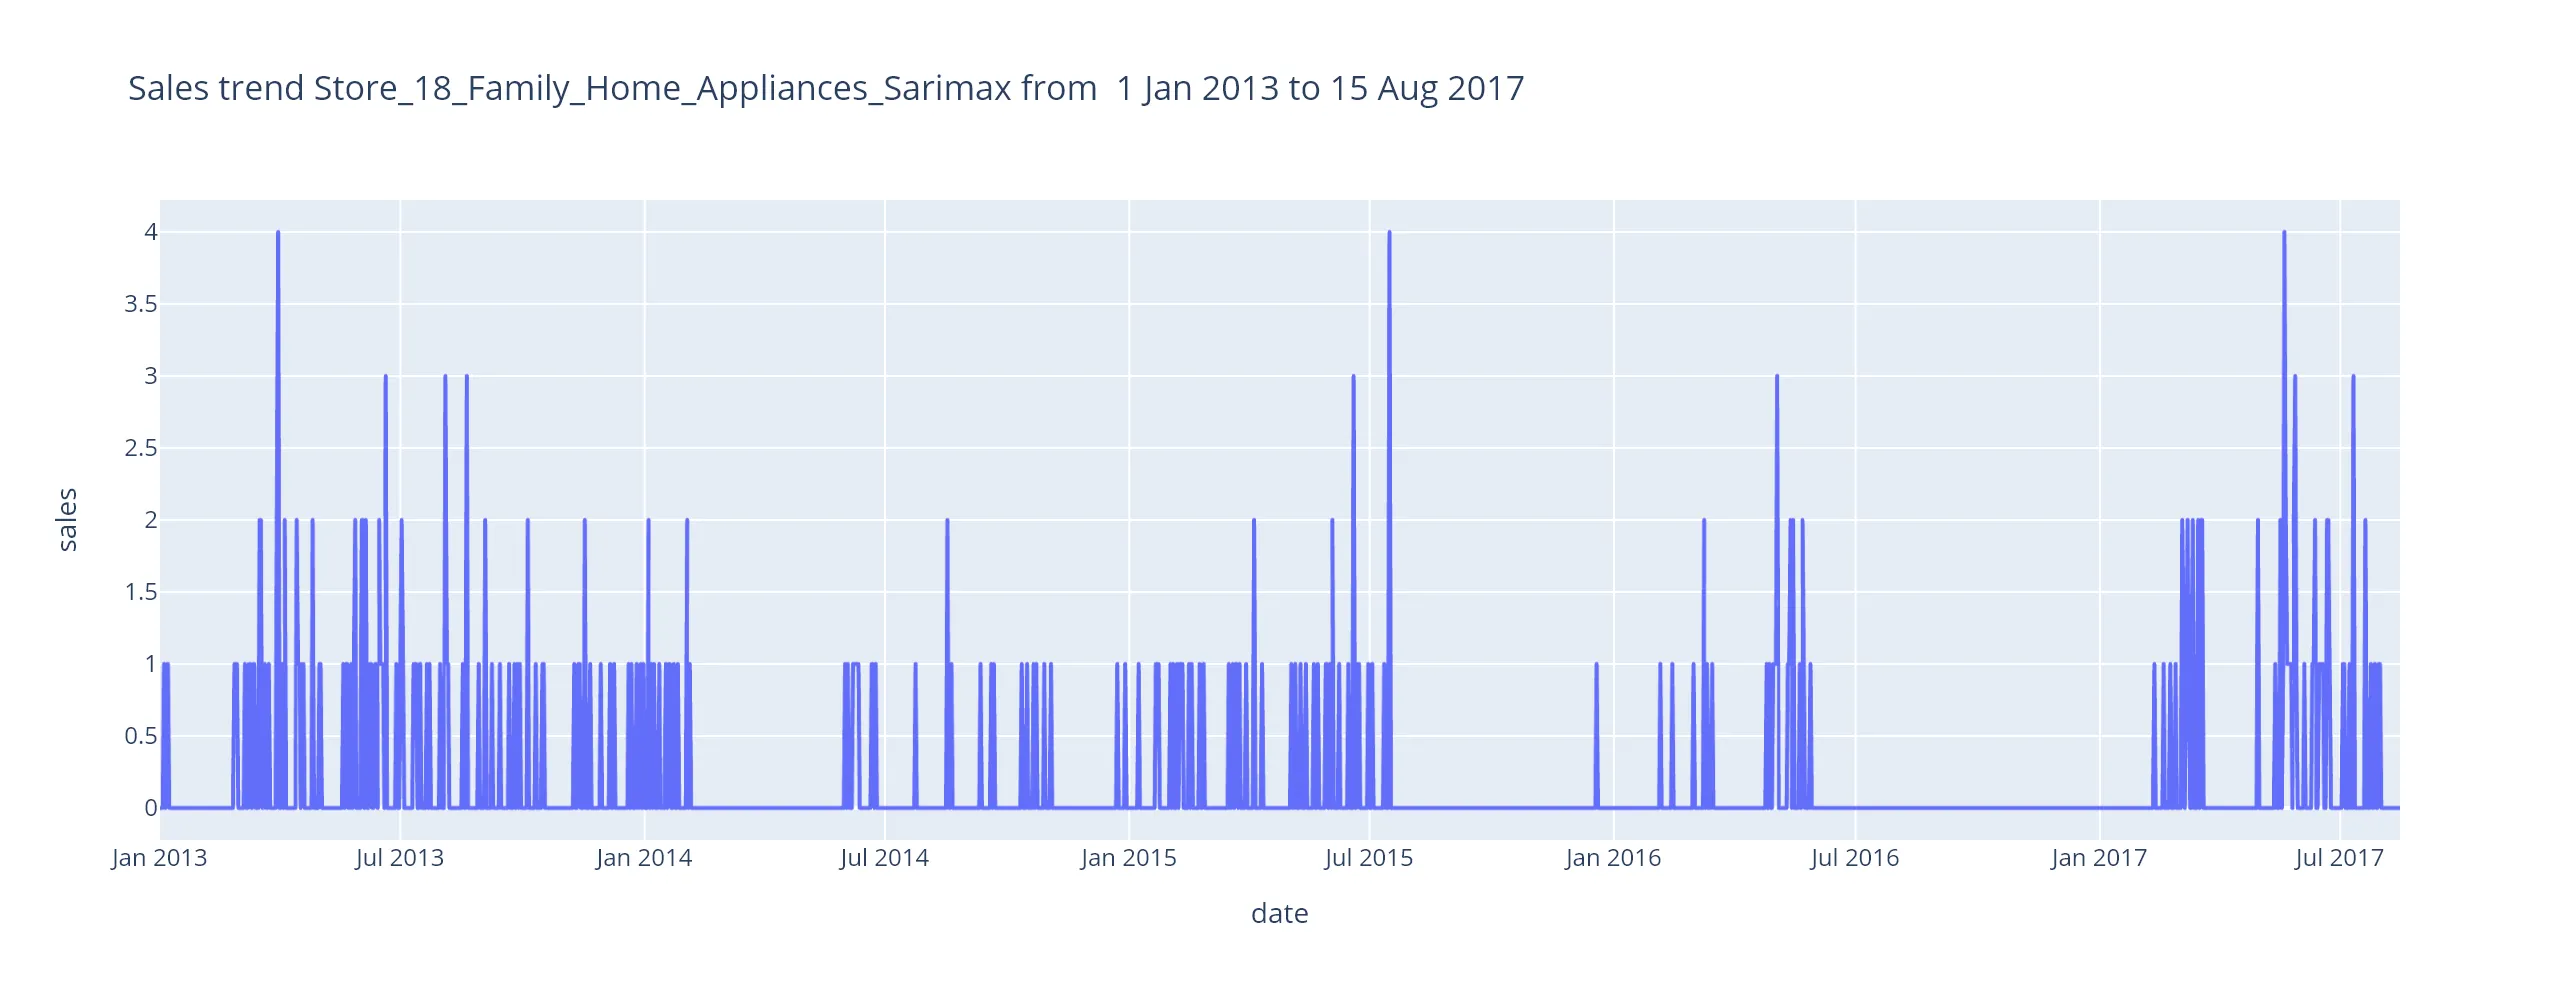 Sales trend Store_18_Family_Home_Appliances_Sarimax from  1 Jan 2013 to 15 Aug 2017
4
3.5
3
2.5
2
1.5
1
0.5
0
sales
Jan 2013 Jul 2013 Jan 2014 Jul 2014 Jan 2015 Jul 2015 Jan 2016 Jul 2016 Jan 2017 Jul 2017
date